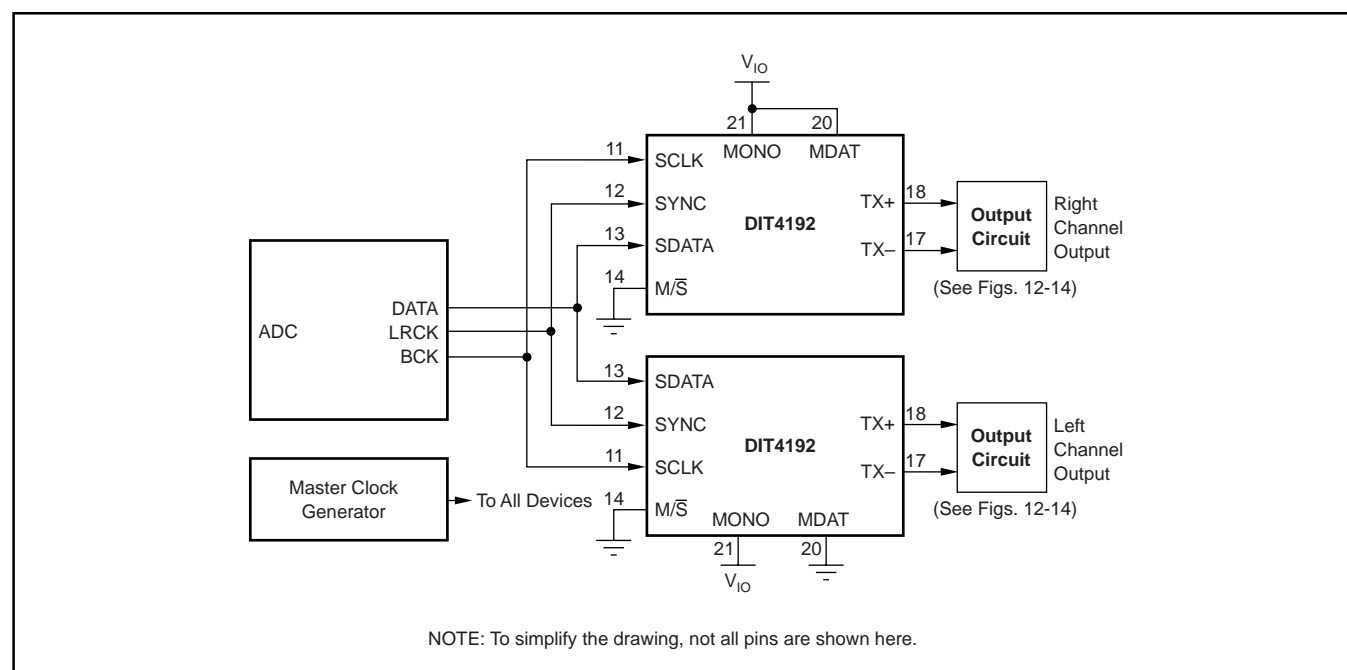 V_IO
21 20
MONO MDAT
11 SCLK
12 SYNC
13 SDATA
14 M/S̅
DIT4192
TX+ 18
TX– 17
Output
Circuit
Right
Channel
Output
(See Figs. 12-14)
ADC
DATA
LRCK
BCK
13 SDATA
12 SYNC
11 SCLK
14 M/S̅
DIT4192
TX+ 18
TX– 17
MONO MDAT
21 20
V_IO
Output
Circuit
Left
Channel
Output
(See Figs. 12-14)
Master Clock
Generator
To All Devices
NOTE: To simplify the drawing, not all pins are shown here.